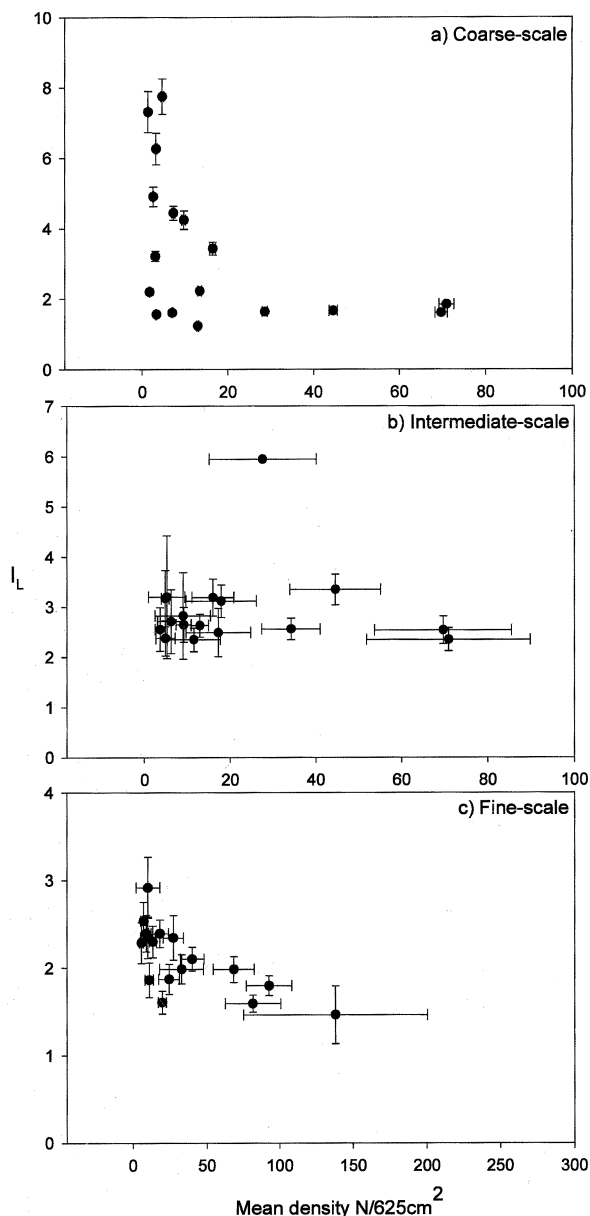 a) Coarse-scale
10
8
6
4
2
0
0 20 40 60 80 100
b) Intermediate-scale
7
6
5
4
3
2
1
0
0 20 40 60 80 100
I_L
c) Fine-scale
4
3
2
1
0
0 50 100 150 200 250 300
Mean density N/625cm²